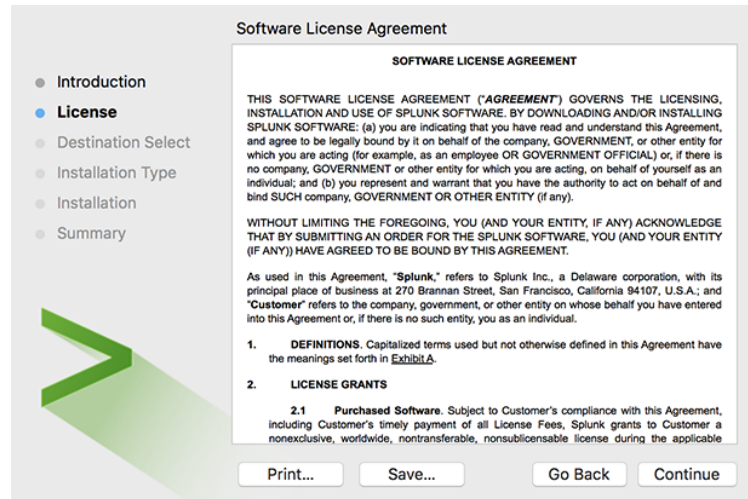 Software License Agreement
Introduction
License
Destination Select
Installation Type
Installation
Summary
SOFTWARE LICENSE AGREEMENT
THIS SOFTWARE LICENSE AGREEMENT ("AGREEMENT") GOVERNS THE LICENSING,
INSTALLATION AND USE OF SPLUNK SOFTWARE. BY DOWNLOADING AND/OR INSTALLING
SPLUNK SOFTWARE: (a) you are indicating that you have read and understand this Agreement,
and agree to be legally bound by it on behalf of the company, GOVERNMENT, or other entity for
which you are acting (for example, as an employee OR GOVERNMENT OFFICIAL) or, if there is
no company, GOVERNMENT or other entity for which you are acting, on behalf of yourself as an
individual; and (b) you represent and warrant that you have the authority to act on behalf of and
bind SUCH company, GOVERNMENT OR OTHER ENTITY (if any).
WITHOUT LIMITING THE FOREGOING, YOU (AND YOUR ENTITY, IF ANY) ACKNOWLEDGE
THAT BY SUBMITTING AN ORDER FOR THE SPLUNK SOFTWARE, YOU (AND YOUR ENTITY
(IF ANY)) HAVE AGREED TO BE BOUND BY THIS AGREEMENT.
As used in this Agreement, "Splunk," refers to Splunk Inc., a Delaware corporation, with its
principal place of business at 270 Brannan Street, San Francisco, California 94107, U.S.A.; and
"Customer" refers to the company, government, or other entity on whose behalf you have entered
into this Agreement or, if there is no such entity, you as an individual.
1. DEFINITIONS. Capitalized terms used but not otherwise defined in this Agreement have
the meanings set forth in Exhibit A.
2. LICENSE GRANTS
2.1 Purchased Software. Subject to Customer's compliance with this Agreement,
including Customer's timely payment of all License Fees, Splunk grants to Customer a
nonexclusive, worldwide, nontransferable, nonsublicensable license during the applicable
Print...
Save...
Go Back
Continue